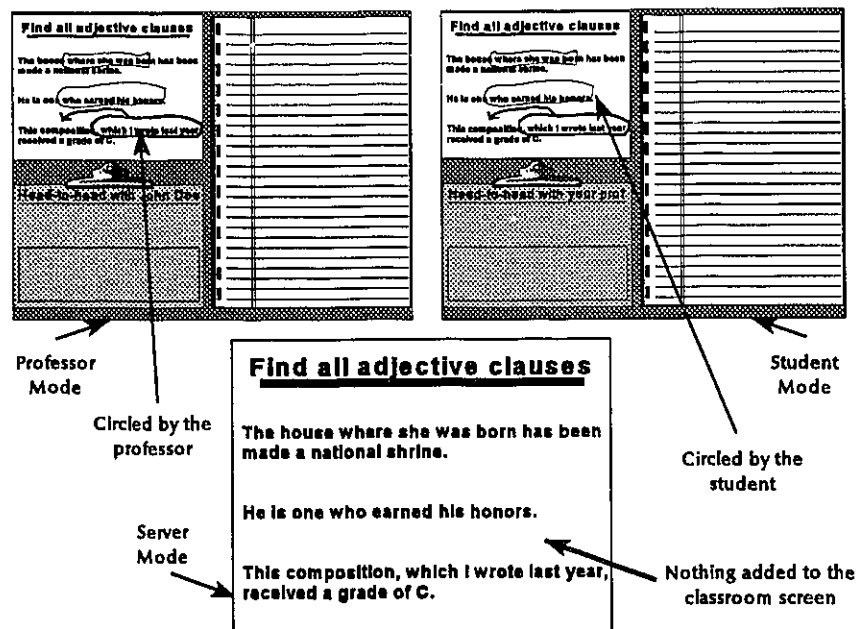 Find all adjective clauses
The house where she was born has been
made a national shrine.
He is one who earned his honors.
This composition, which I wrote last year,
received a grade of C.
Head-to-head with John Doe
Find all adjective clauses
The house where she was born has been
made a national shrine.
He is one who earned his honors.
This composition, which I wrote last year,
received a grade of C.
Head-to-head with your prof
Professor
Mode
Circled by the
professor
Student
Mode
Circled by the
student
Server
Mode
Find all adjective clauses
The house where she was born has been
made a national shrine.
He is one who earned his honors.
This composition, which I wrote last year,
received a grade of C.
Nothing added to the
classroom screen